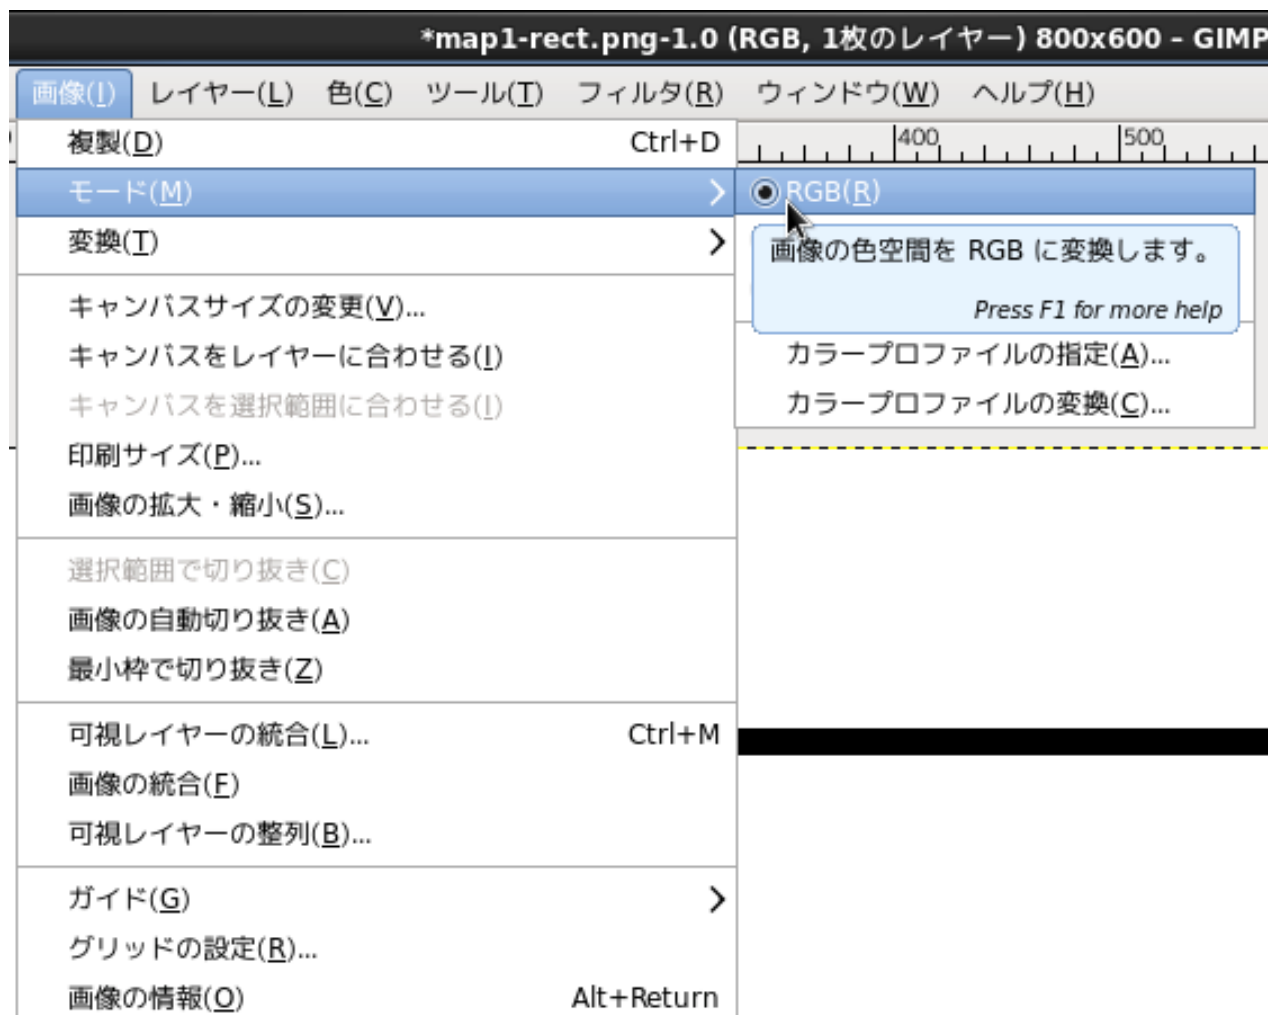 *map1-rect.png-1.0 (RGB, 1枚のレイヤー) 800x600 – GIMP
画像(I) レイヤー(L) 色(C) ツール(T) フィルタ(R) ウィンドウ(W) ヘルプ(H)
複製(D) Ctrl+D
400 500
モード(M)
RGB(R)
変換(T)
画像の色空間を RGB に変換します。
Press F1 for more help
キャンバスサイズの変更(V)...
キャンバスをレイヤーに合わせる(I)
カラープロファイルの指定(A)...
キャンバスを選択範囲に合わせる(I)
カラープロファイルの変換(C)...
印刷サイズ(P)...
画像の拡大・縮小(S)...
選択範囲で切り抜き(C)
画像の自動切り抜き(A)
最小枠で切り抜き(Z)
可視レイヤーの統合(L)... Ctrl+M
画像の統合(F)
可視レイヤーの整列(B)...
ガイド(G)
グリッドの設定(R)...
画像の情報(O) Alt+Return